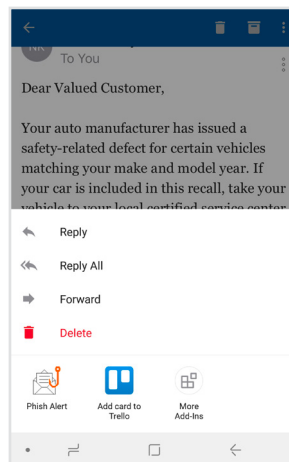 NR
To You
Dear Valued Customer,
Your auto manufacturer has issued a
safety-related defect for certain vehicles
matching your make and model year. If
your car is included in this recall, take your
vehicle to your local certified service center
Reply
Reply All
Forward
Delete
Phish Alert
Add card to
Trello
More
Add-Ins